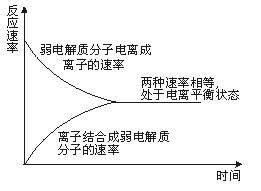 反应速率
弱电解质分子电离成
离子的速率
两种速率相等,
处于电离平衡状态
离子结合成弱电解质
分子的速率
时间